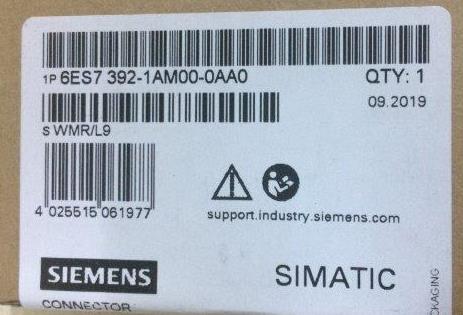 1P 6ES7 392-1AM00-0AA0 QTY: 1
09.2019
S WMR/L9
4 025515 061977
support.industry.siemens.com
SIEMENS SIMATIC
CONNECTOR